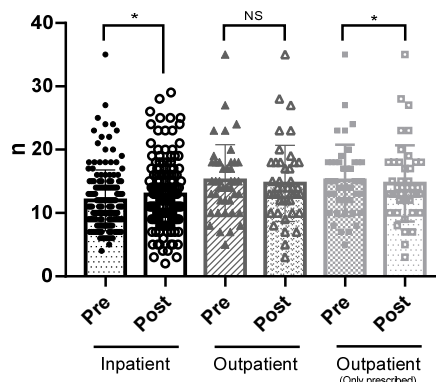 * NS *
40
30
20
10
0
n
Pre Post Pre Post Pre Post
Inpatient Outpatient Outpatient
(Only prescribed)